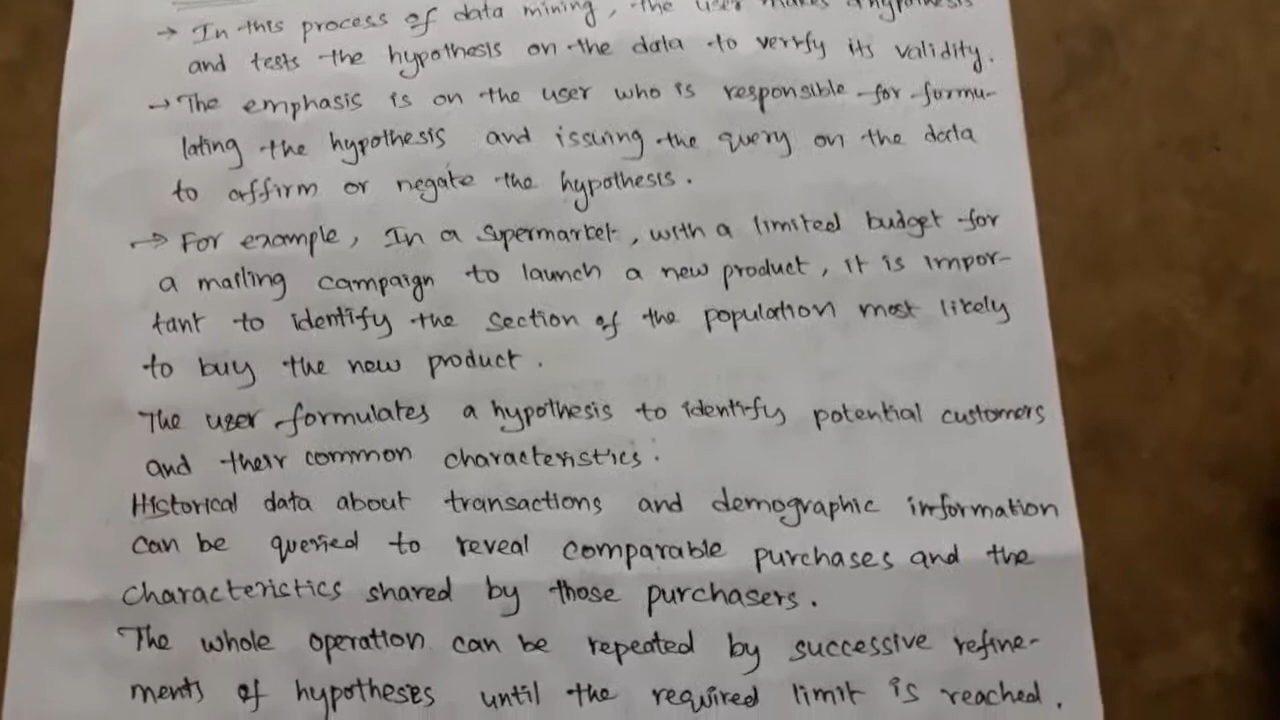 → In this process of data mining, the user makes a hypothesis
and tests the hypothesis on the data to verify its validity.
→ The emphasis is on the user who is responsible for formu-
lating the hypothesis and issuing the query on the data
to affirm or negate the hypothesis.
→ For example, In a supermarket, with a limited budget for
a mailing campaign to launch a new product, it is impor-
tant to identify the section of the population most likely
to buy the new product.
The user formulates a hypothesis to identify potential customers
and their common characteristics.
Historical data about transactions and demographic information
can be queried to reveal comparable purchases and the
characteristics shared by those purchasers.
The whole operation can be repeated by successive refine-
ments of hypotheses until the required limit is reached.